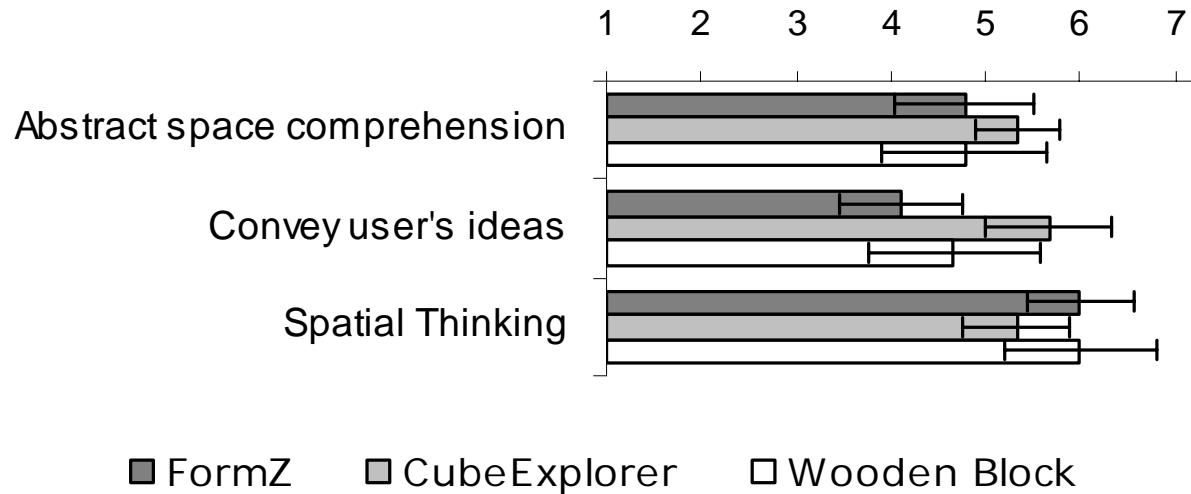 1 2 3 4 5 6 7
Abstract space comprehension
Convey user's ideas
Spatial Thinking
FormZ CubeExplorer Wooden Block